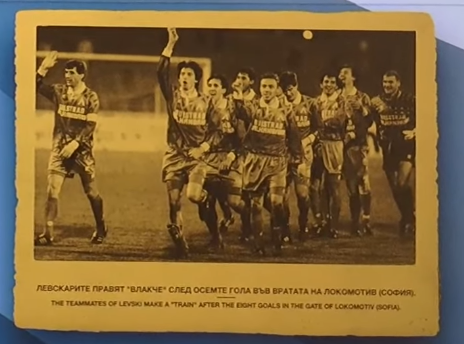 ЛЕВСКАРИТЕ ПРАВЯТ "ВЛАКЧЕ" СЛЕД ОСЕМТЕ ГОЛА ВЪВ ВРАТАТА НА ЛОКОМОТИВ (СОФИЯ).
THE TEAMMATES OF LEVSKI MAKE A "TRAIN" AFTER THE EIGHT GOALS IN THE GATE OF LOKOMOTIV (SOFIA).